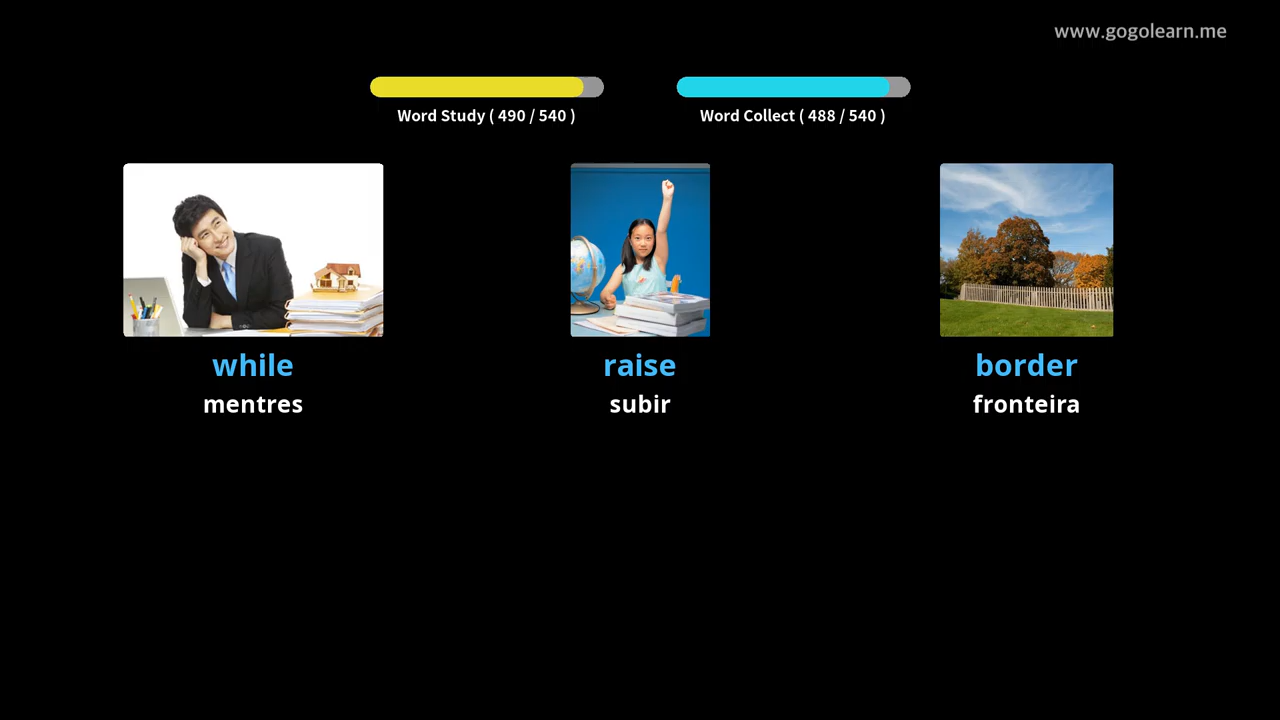 www.gogolearn.me
Word Study ( 490 / 540 )
Word Collect ( 488 / 540 )
while
raise
border
mentres
subir
fronteira